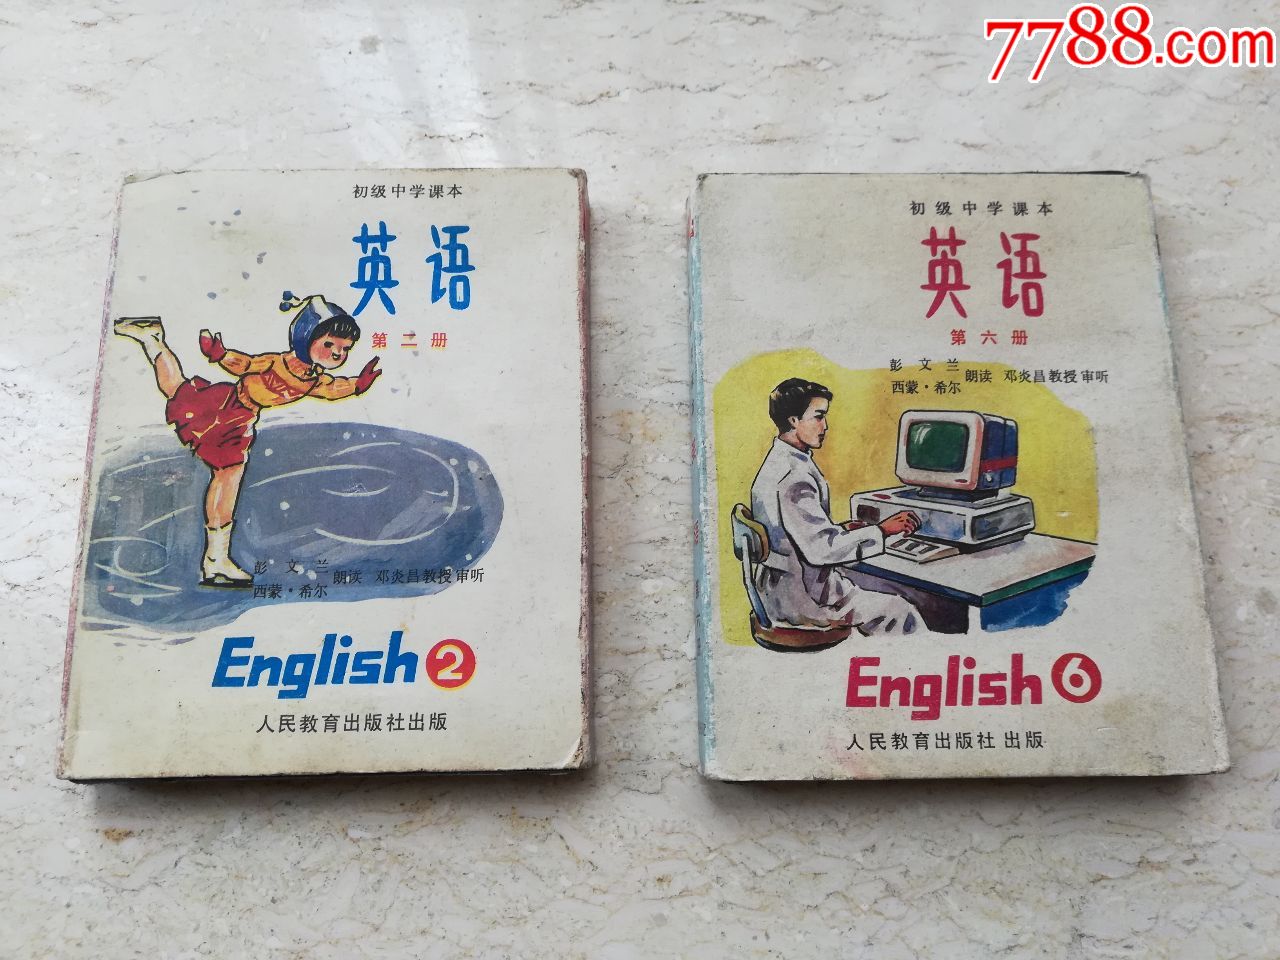 7788.com
初级中学课本
英语
第二册
彭文兰
西蒙·希尔
朗读 邓炎昌教授审听
English 2
人民教育出版社出版
初级中学课本
英语
第六册
彭文兰
西蒙·希尔
朗读 邓炎昌教授审听
English 6
人民教育出版社出版